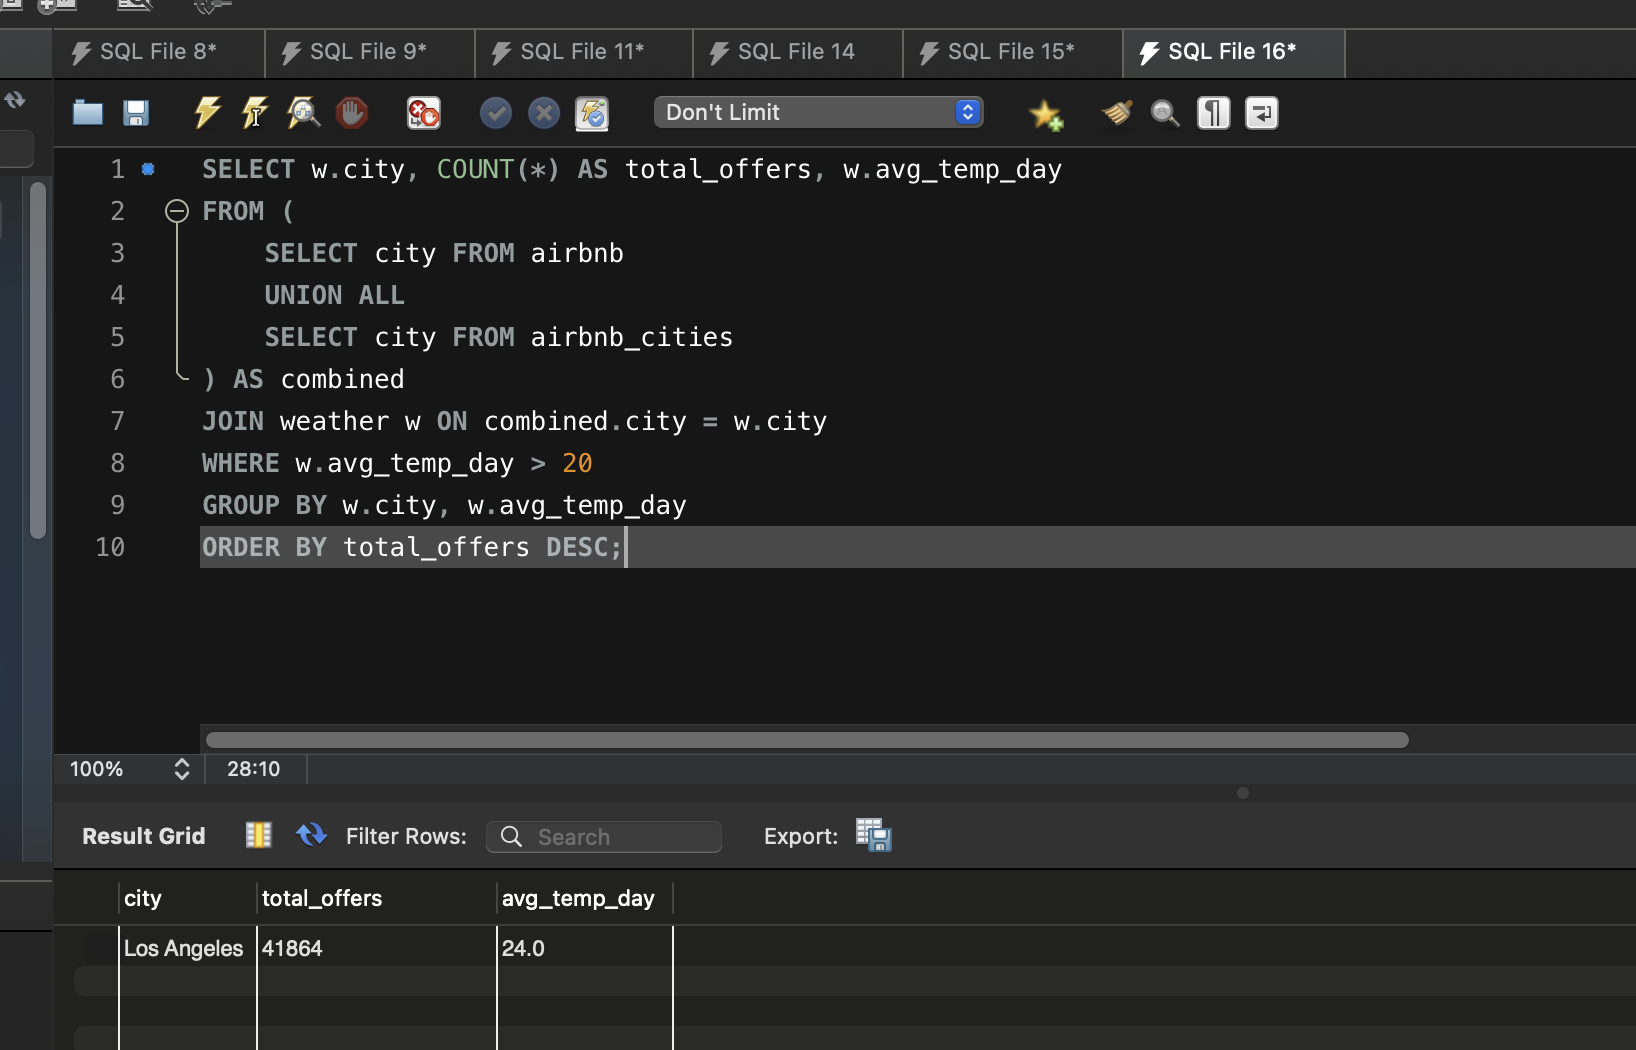 SQL File 8* SQL File 9* SQL File 11* SQL File 14 SQL File 15* SQL File 16*
Don't Limit
1 SELECT w.city, COUNT(*) AS total_offers, w.avg_temp_day
2 FROM (
3 SELECT city FROM airbnb
4 UNION ALL
5 SELECT city FROM airbnb_cities
6 ) AS combined
7 JOIN weather w ON combined.city = w.city
8 WHERE w.avg_temp_day > 20
9 GROUP BY w.city, w.avg_temp_day
10 ORDER BY total_offers DESC;
100% 28:10
Result Grid Filter Rows: Search Export:
city total_offers avg_temp_day
Los Angeles 41864 24.0